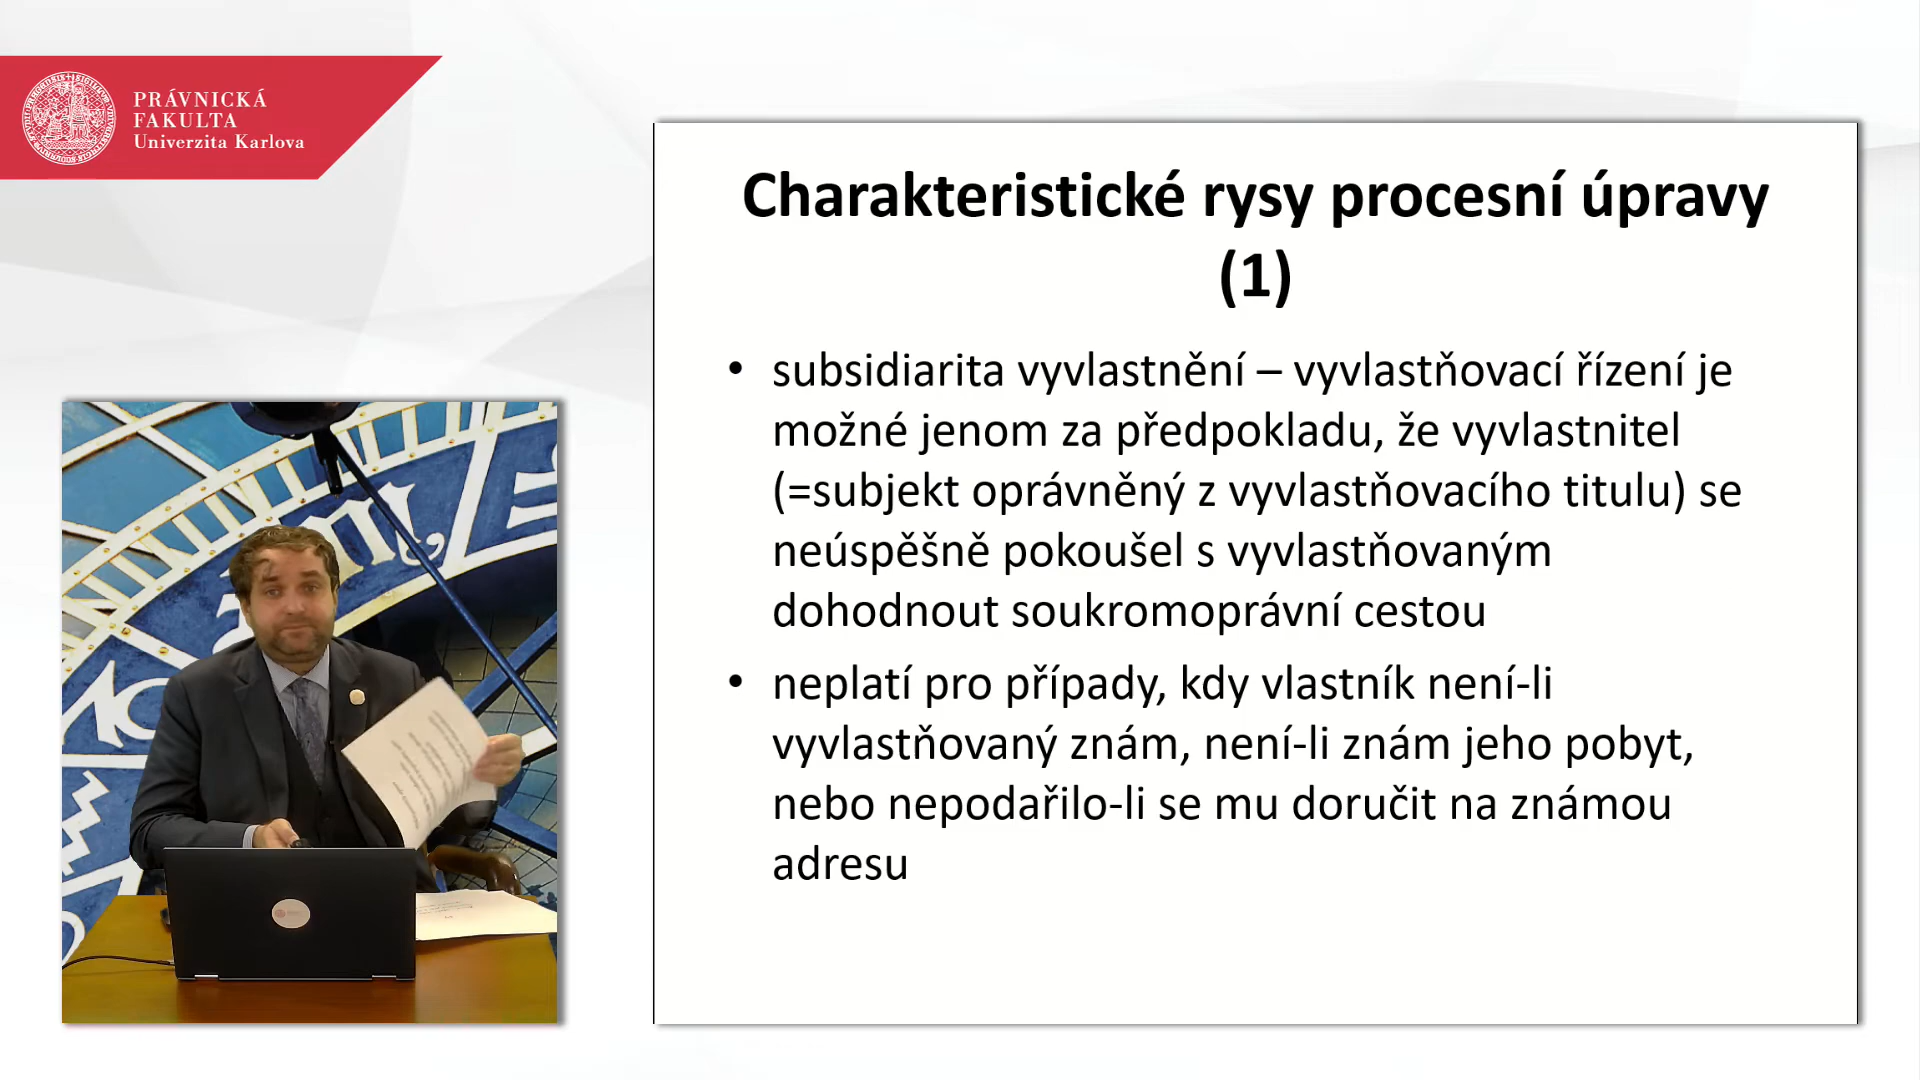 PRÁVNICKÁ
FAKULTA
Univerzita Karlova
Charakteristické rysy procesní úpravy
(1)
• subsidiarita vyvlastnění – vyvlastňovací řízení je
možné jenom za předpokladu, že vyvlastnitel
(=subjekt oprávněný z vyvlastňovacího titulu) se
neúspěšně pokoušel s vyvlastňovaným
dohodnout soukromoprávní cestou
• neplatí pro případy, kdy vlastník není-li
vyvlastňovaný znám, není-li znám jeho pobyt,
nebo nepodařilo-li se mu doručit na známou
adresu